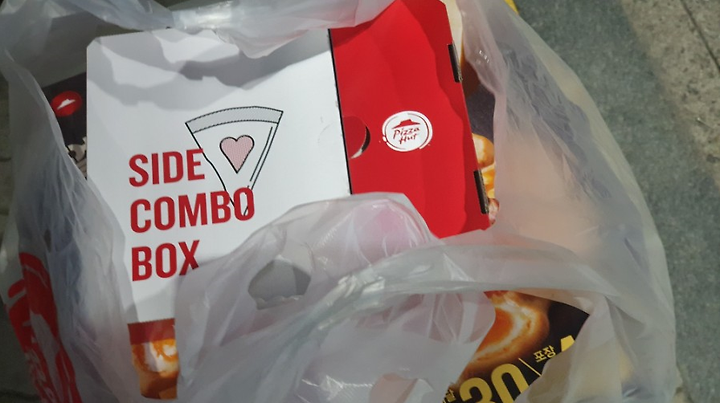 SIDE
COMBO
BOX
Pizza
Hut
포장
30